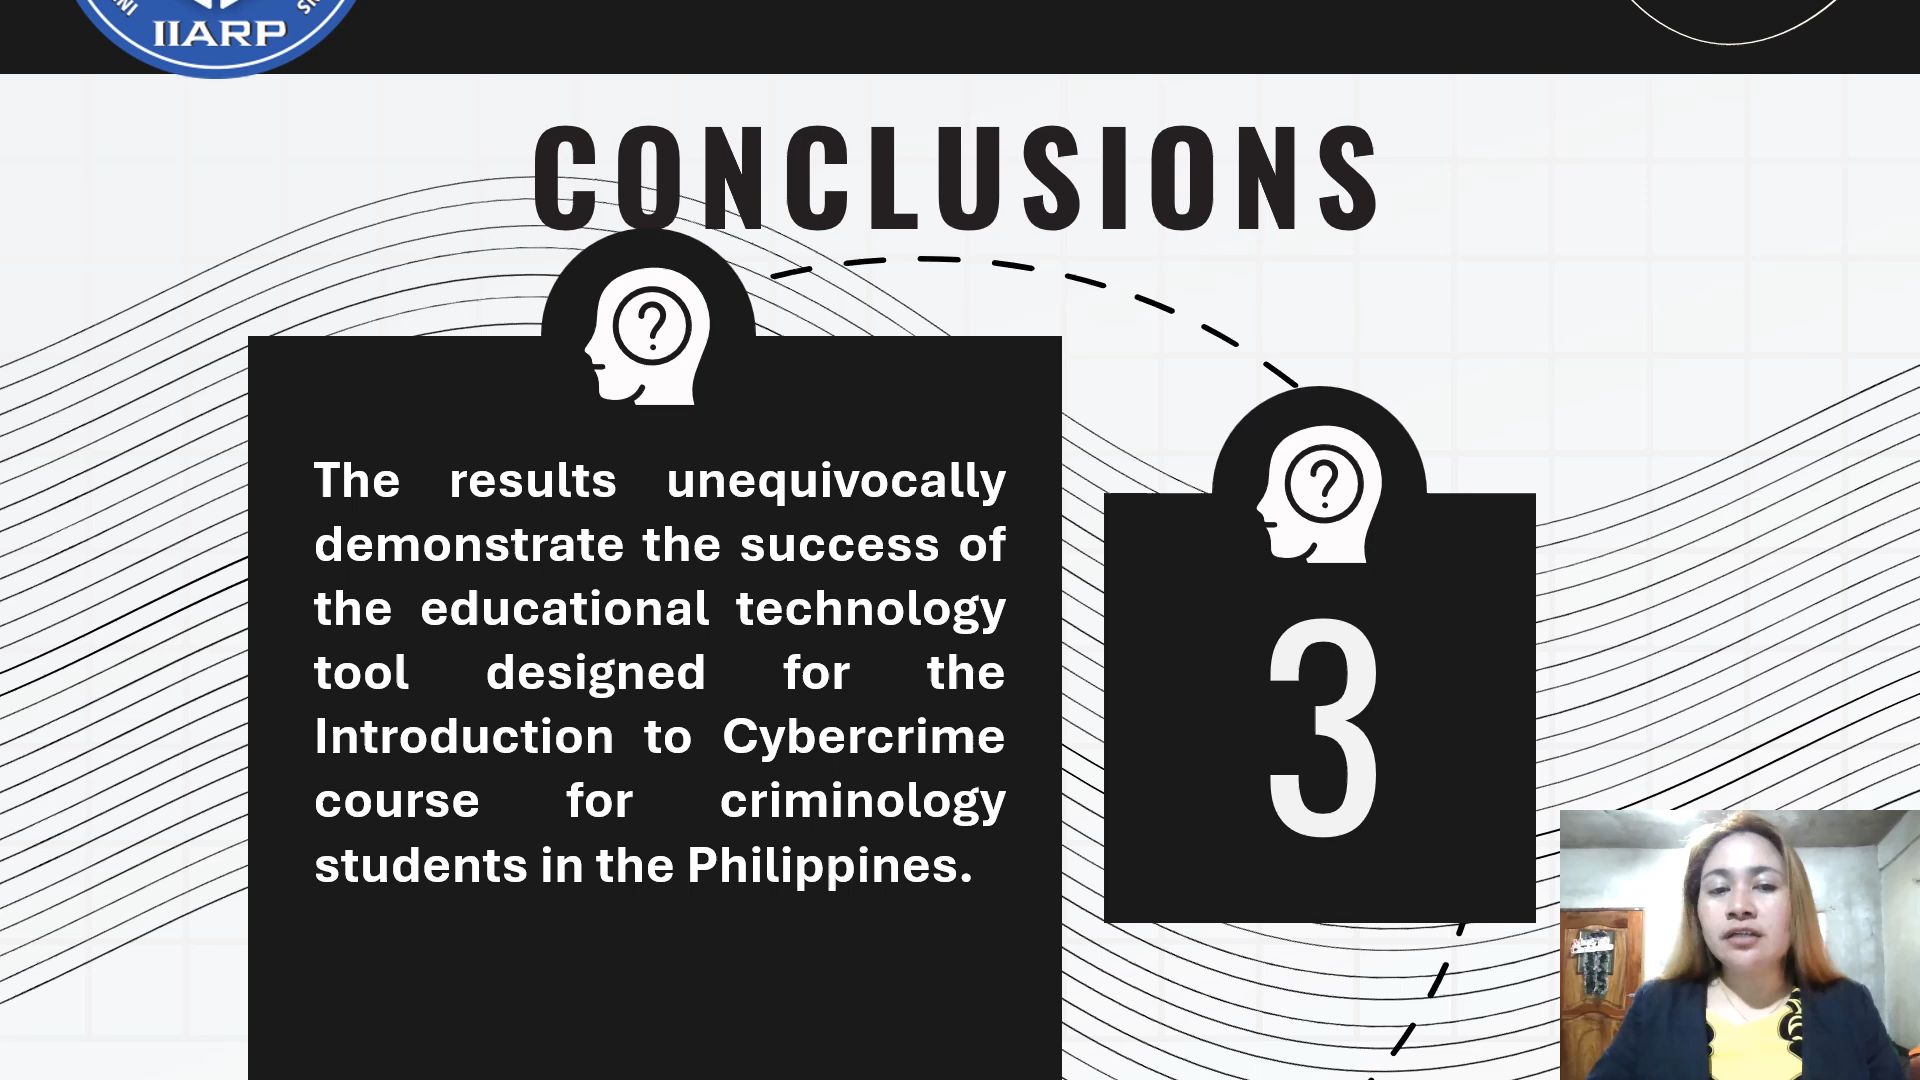 IIARP
CONCLUSIONS
The results unequivocally
demonstrate the success of
the educational technology
tool designed for the
Introduction to Cybercrime
course for criminology
students in the Philippines.
3